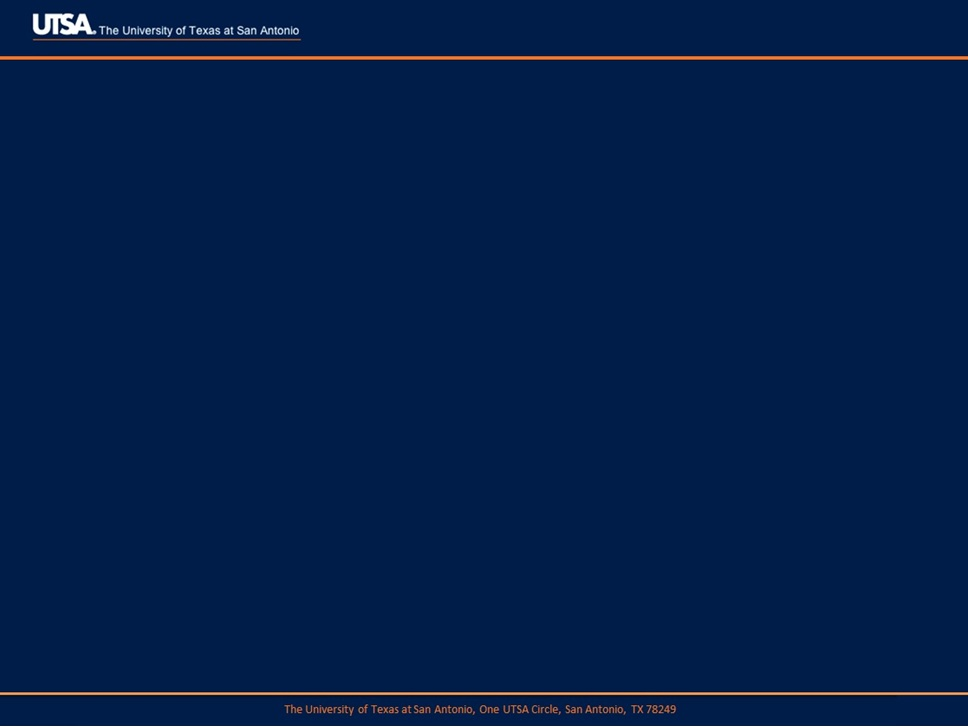 UTSA® The University of Texas at San Antonio
The University of Texas at San Antonio, One UTSA Circle, San Antonio, TX 78249